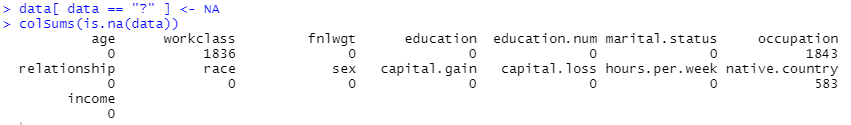 > data[ data == "?" ] <- NA
> colSums(is.na(data))
age workclass fnlwgt education education.num marital.status occupation
0 1836 0 0 0 0 1843
relationship race sex capital.gain capital.loss hours.per.week native.country
0 0 0 0 0 0 583
income
0